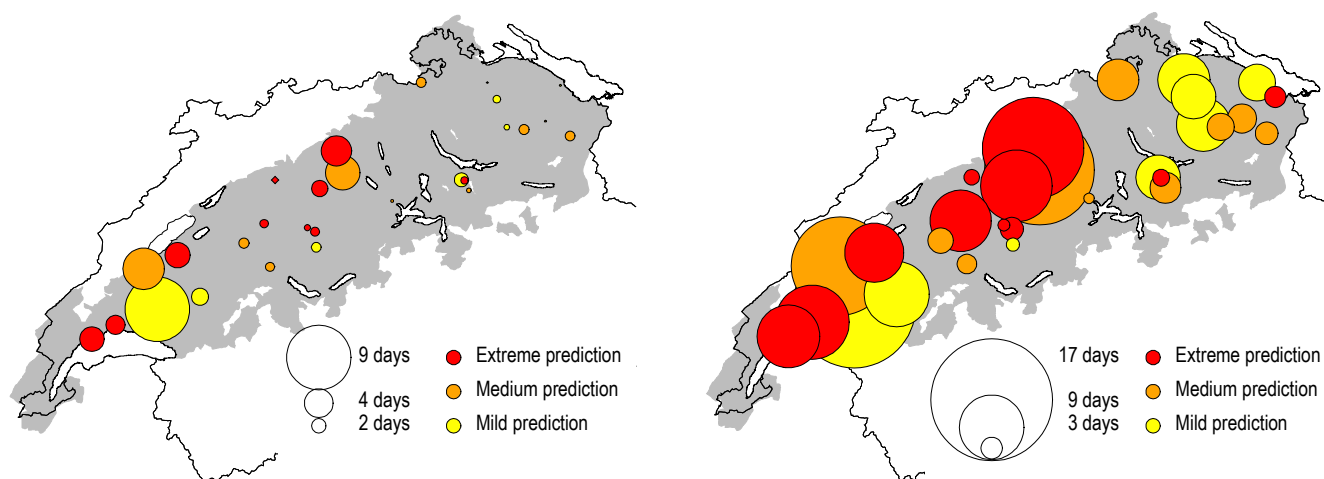 9 days
4 days
2 days
Extreme prediction
Medium prediction
Mild prediction
17 days
9 days
3 days
Extreme prediction
Medium prediction
Mild prediction